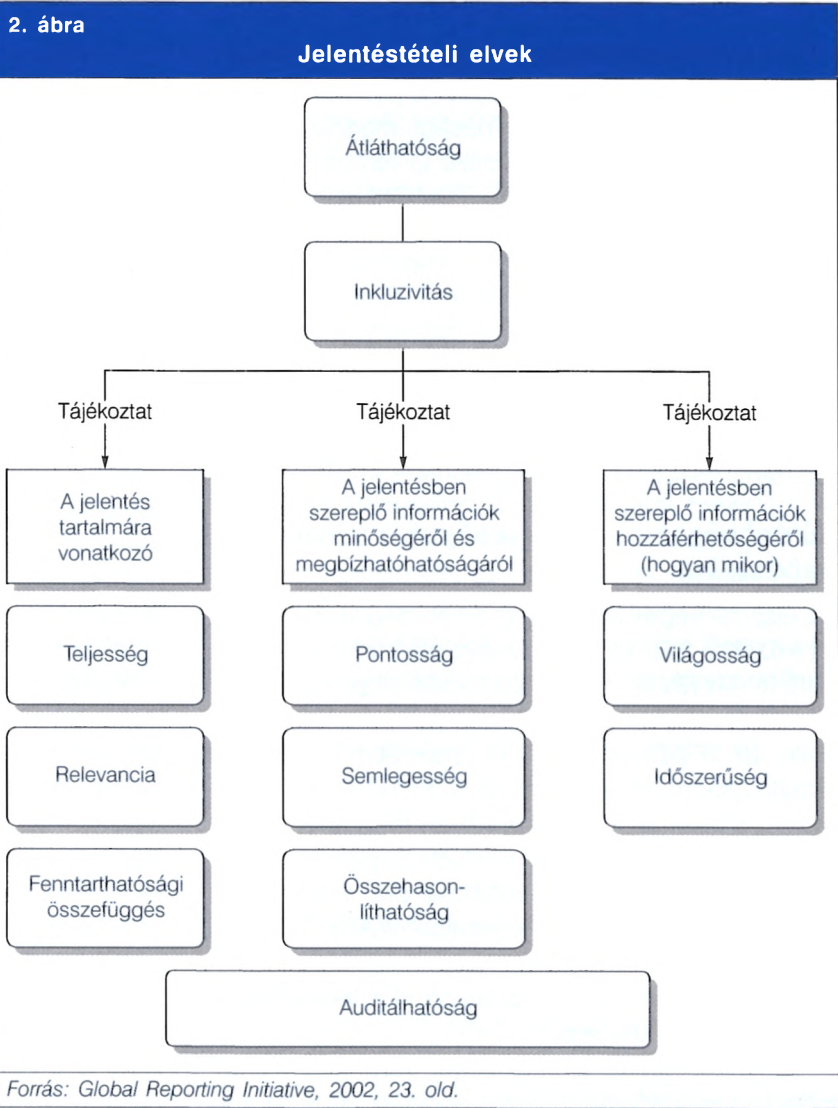 2. ábra
Jelentéstételi elvek
Átláthatóság
Inkluzivitás
Tájékoztat
Tájékoztat
Tájékoztat
A jelentés
tartalmára
vonatkozó
A jelentésben
szereplő információk
minőségéről és
megbízhatóhatóságáról
A jelentésben
szereplő információk
hozzáférhetőségéről
(hogyan mikor)
Teljesség
Pontosság
Világosság
Relevancia
Semlegesség
Időszerűség
Fenntarthatósági
összefüggés
Összehason-
líthatóság
Auditálhatóság
Forrás: Global Reporting Initiative, 2002, 23. old.